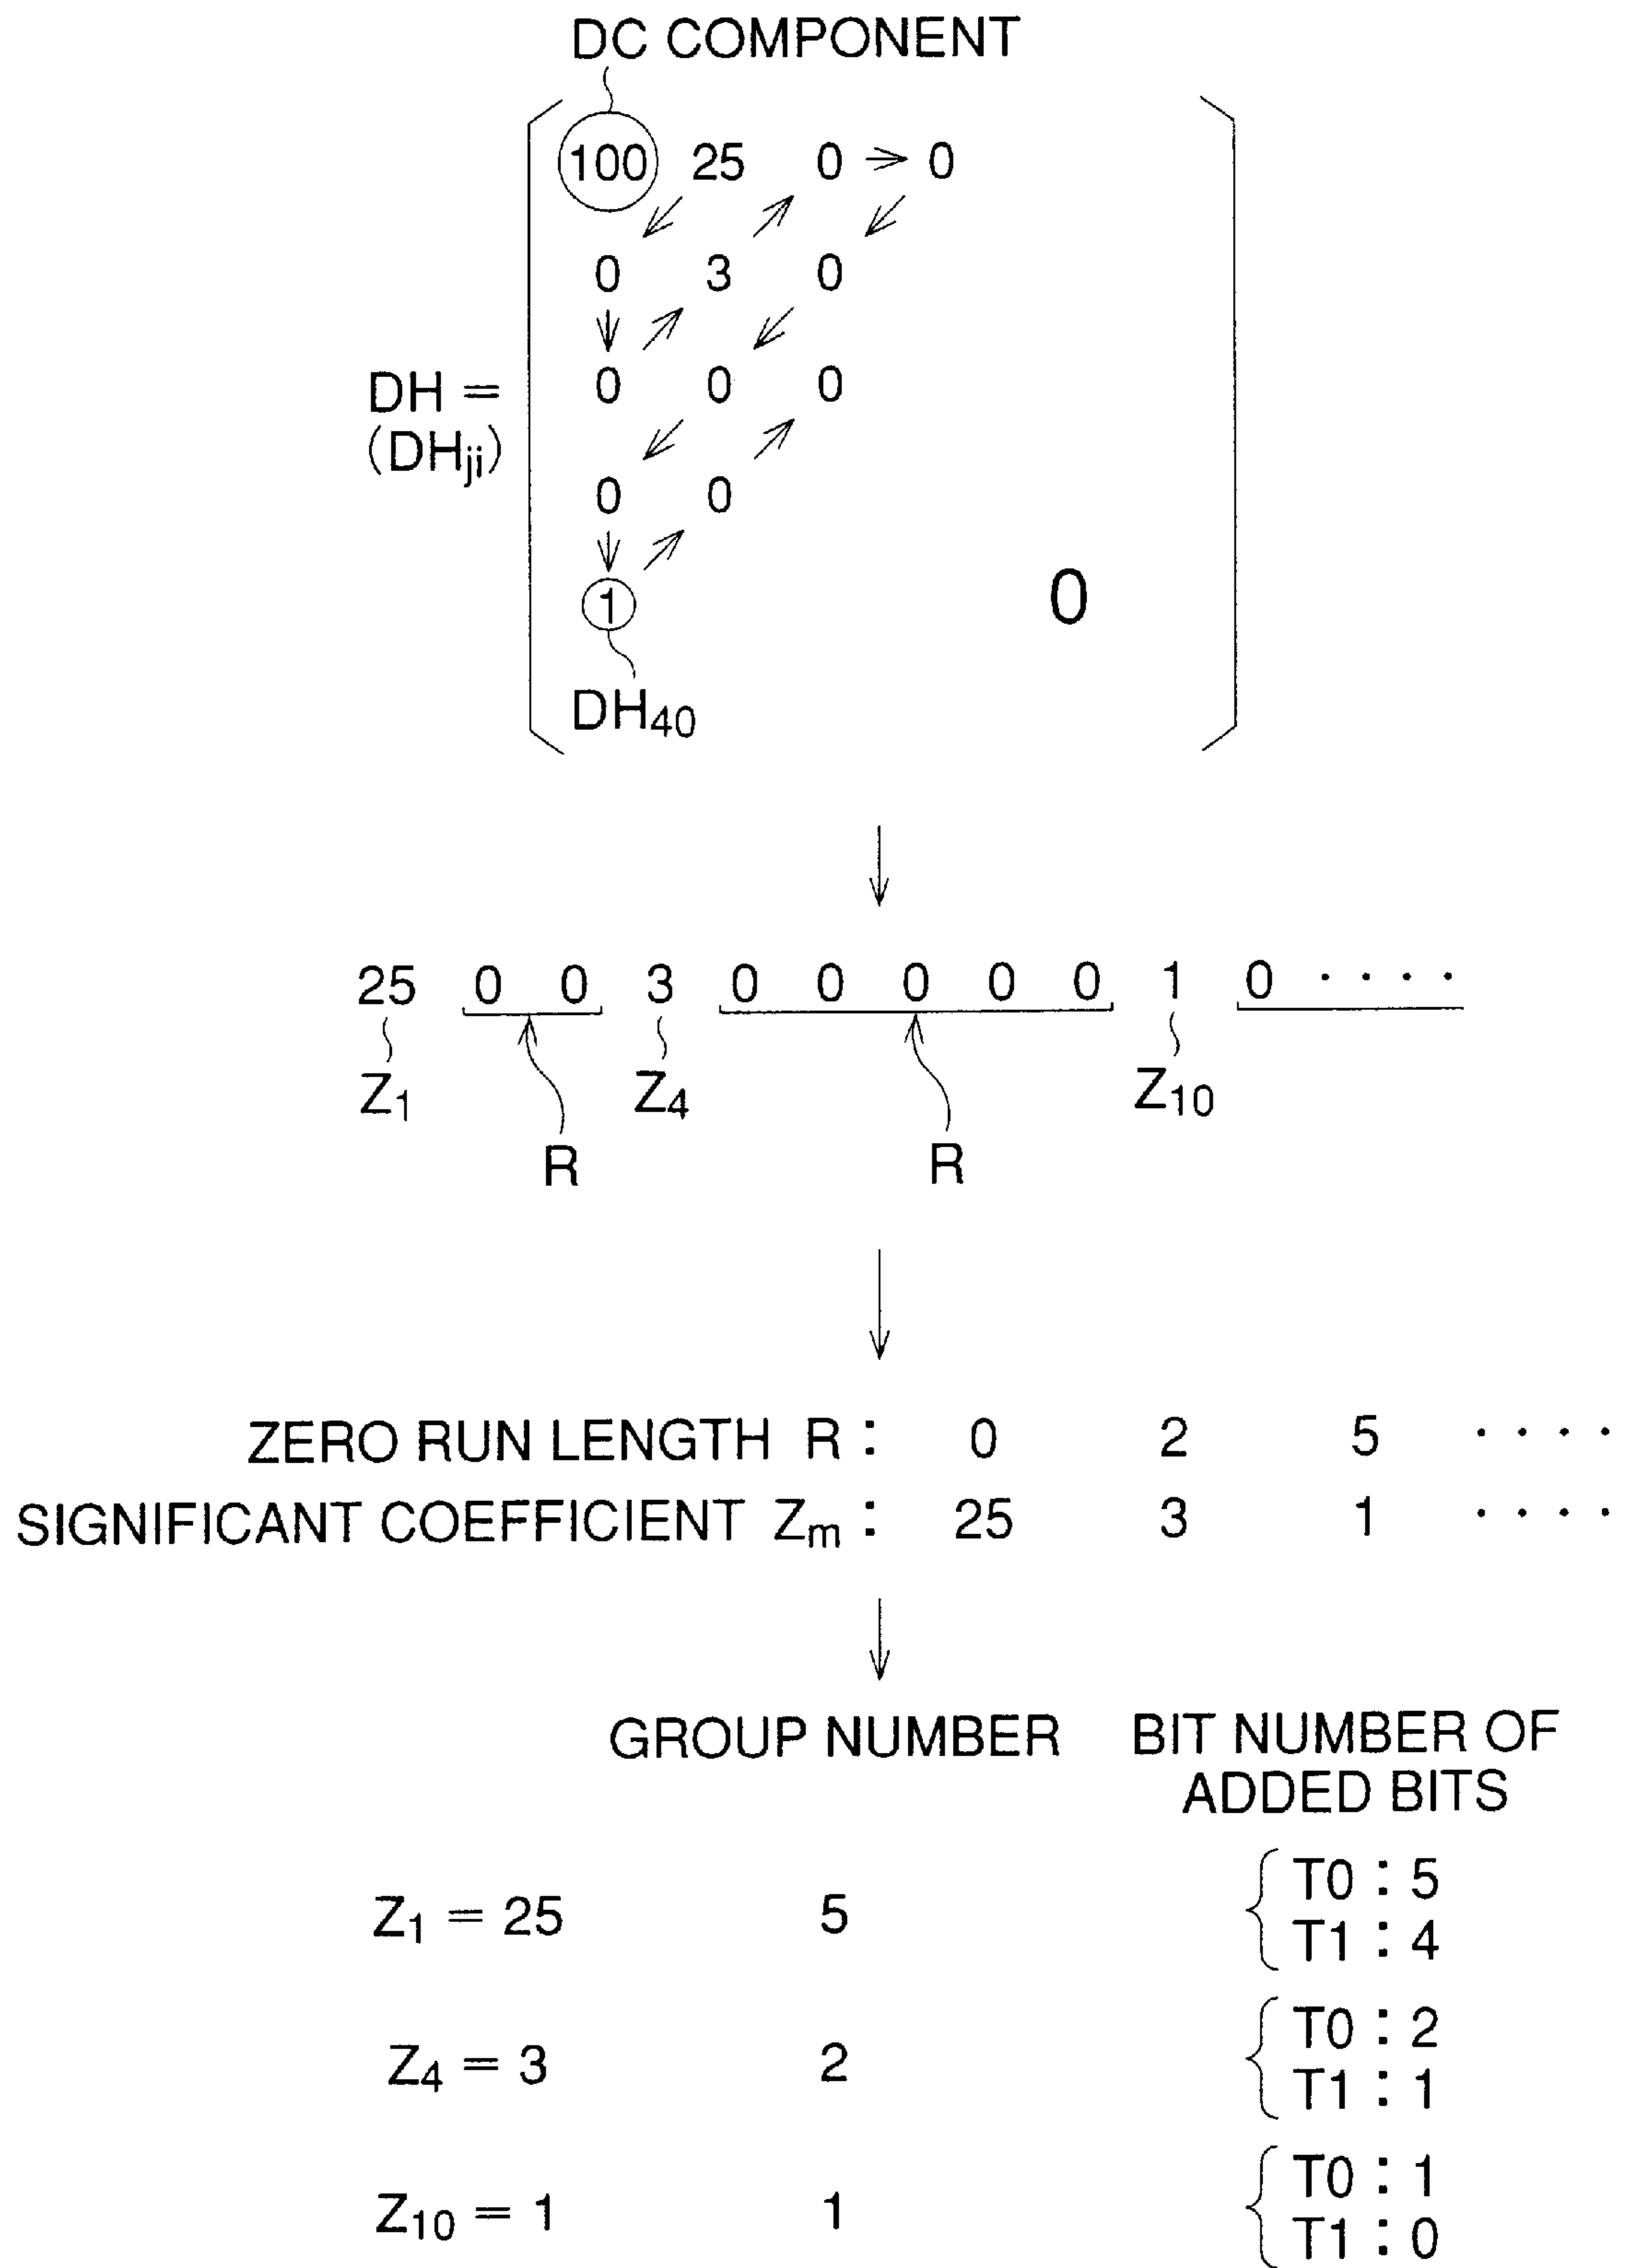 DC COMPONENT
100 25 0 → 0
0 3 0
DH = 0 0 0
(DHji)
0 0
1 0
DH40
25 0 0 3 0 0 0 0 0 1 0 ····
Z1 Z4 Z10
R R
ZERO RUN LENGTH R : 0 2 5 ····
SIGNIFICANT COEFFICIENT Zm : 25 3 1 ····
GROUP NUMBER BIT NUMBER OF
ADDED BITS
T0 : 5
Z1 = 25 5
T1 : 4
T0 : 2
Z4 = 3 2
T1 : 1
T0 : 1
Z10 = 1 1
T1 : 0